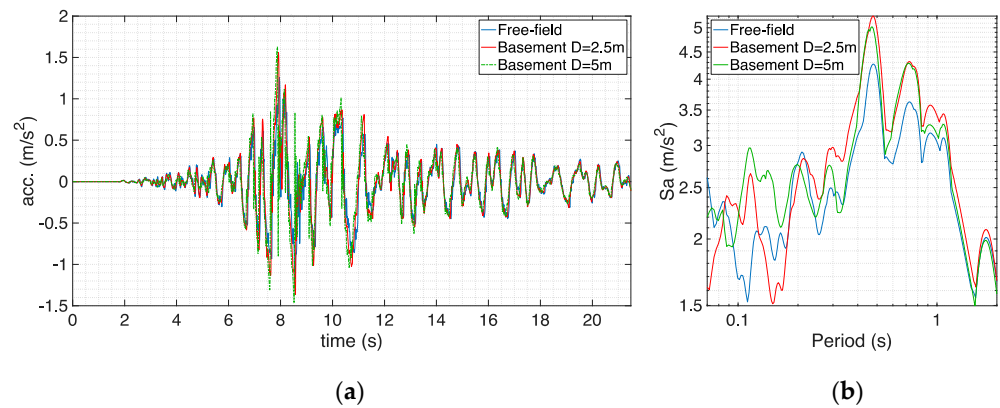 2
1.5
1
0.5
0
-0.5
-1
-1.5
acc. (m/s²)
0 2 4 6 8 10 12 14 16 18 20
time (s)
Free-field
Basement D=2.5m
Basement D=5m
(a)
5
4.5
4
3.5
3
2.5
2
1.5
Sa (m/s²)
0.1 1
Period (s)
Free-field
Basement D=2.5m
Basement D=5m
(b)